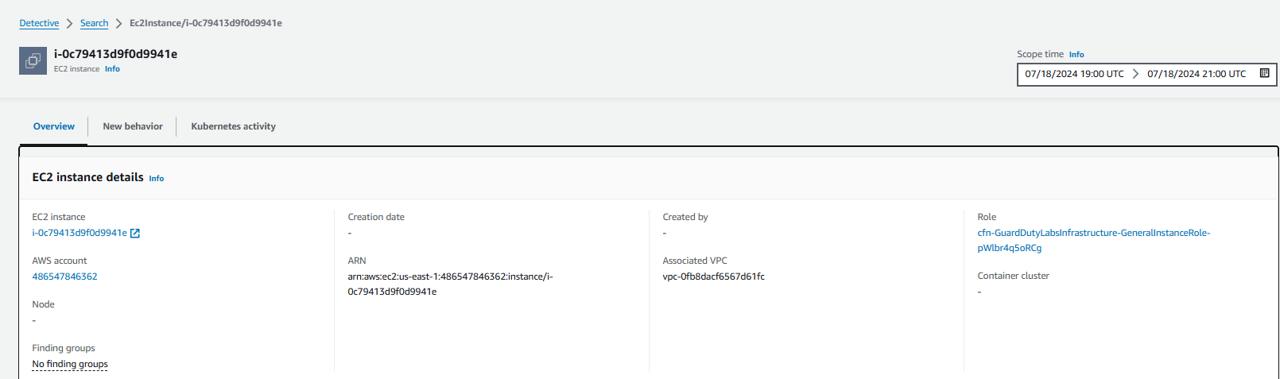 Detective > Search > Ec2Instance/i-0c79413d9f0d9941e
i-0c79413d9f0d9941e
EC2 instance Info
Scope time Info
07/18/2024 19:00 UTC > 07/18/2024 21:00 UTC
Overview
New behavior
Kubernetes activity
EC2 instance details Info
EC2 instance
i-0c79413d9f0d9941e
AWS account
486547846362
Node
-
Finding groups
No finding groups
Creation date
-
ARN
arn:aws:ec2:us-east-1:486547846362:instance/i-
0c79413d9f0d9941e
Created by
-
Associated VPC
vpc-0fb8dacf6567d61fc
Role
cfn-GuardDutyLabsInfrastructure-GeneralInstanceRole-
pWlbr4q5oRCg
Container cluster
-